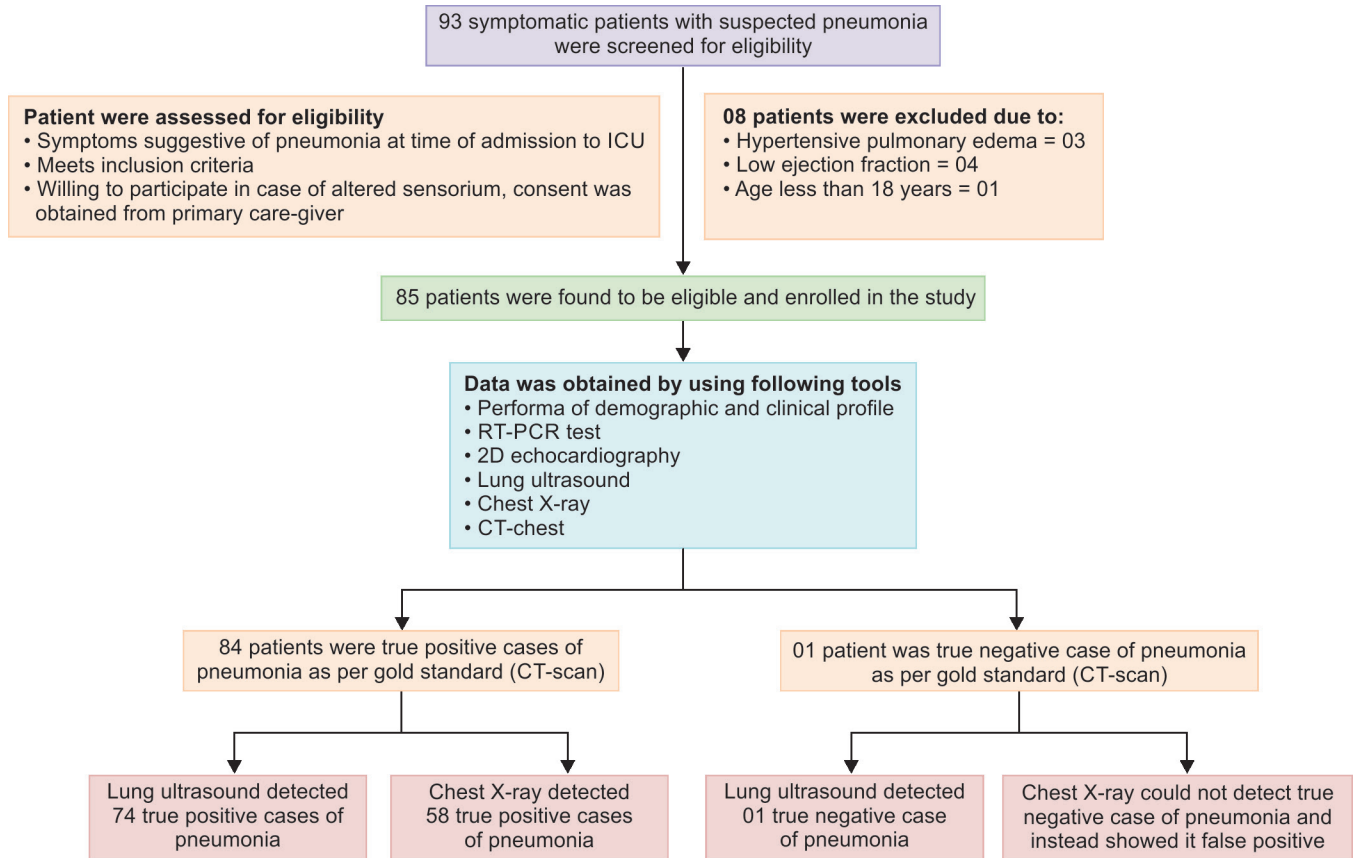 93 symptomatic patients with suspected pneumonia
were screened for eligibility
Patient were assessed for eligibility
• Symptoms suggestive of pneumonia at time of admission to ICU
• Meets inclusion criteria
• Willing to participate in case of altered sensorium, consent was
obtained from primary care-giver
08 patients were excluded due to:
• Hypertensive pulmonary edema = 03
• Low ejection fraction = 04
• Age less than 18 years = 01
85 patients were found to be eligible and enrolled in the study
Data was obtained by using following tools
• Performa of demographic and clinical profile
• RT-PCR test
• 2D echocardiography
• Lung ultrasound
• Chest X-ray
• CT-chest
84 patients were true positive cases of
pneumonia as per gold standard (CT-scan)
01 patient was true negative case of pneumonia
as per gold standard (CT-scan)
Lung ultrasound detected
74 true positive cases of
pneumonia
Chest X-ray detected
58 true positive cases
of pneumonia
Lung ultrasound detected
01 true negative case
of pneumonia
Chest X-ray could not detect true
negative case of pneumonia and
instead showed it false positive